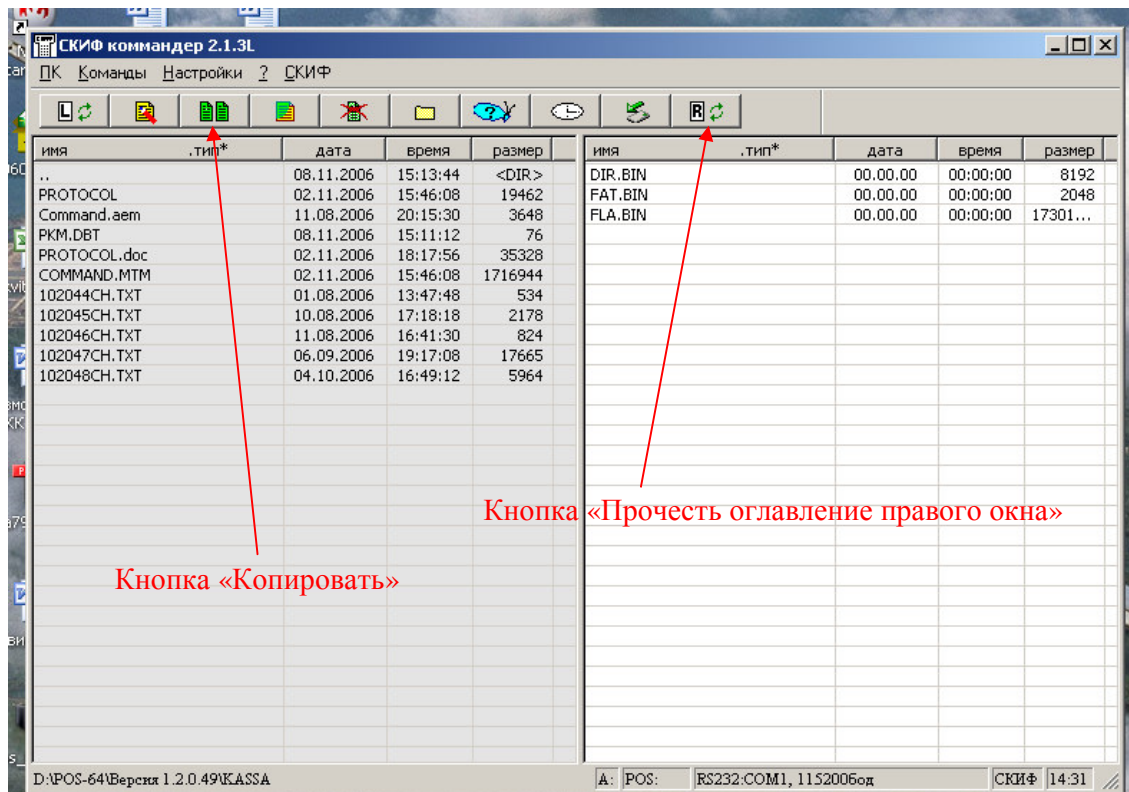 СКИФ коммандер 2.1.3L
ПК Команды Настройки ? СКИФ
L R
имя .тип* дата время размер имя .тип* дата время размер
.. 08.11.2006 15:13:44 <DIR> DIR.BIN 00.00.00 00:00:00 8192
PROTOCOL 02.11.2006 15:46:08 19462 FAT.BIN 00.00.00 00:00:00 2048
Command.aem 11.08.2006 20:15:30 3648 FLA.BIN 00.00.00 00:00:00 17301...
PKM.DBT 08.11.2006 15:11:12 76
PROTOCOL.doc 02.11.2006 18:17:56 35328
COMMAND.MTM 02.11.2006 15:46:08 1716944
102044CH.TXT 01.08.2006 13:47:48 534
102045CH.TXT 10.08.2006 17:18:18 2178
102046CH.TXT 11.08.2006 16:41:30 824
102047CH.TXT 06.09.2006 19:17:08 17665
102048CH.TXT 04.10.2006 16:49:12 5964
Кнопка «Прочесть оглавление правого окна»
Кнопка «Копировать»
D:\POS-64\Версия 1.2.0.49\KASSA A: POS: RS232:COM1, 115200бод СКИФ 14:31